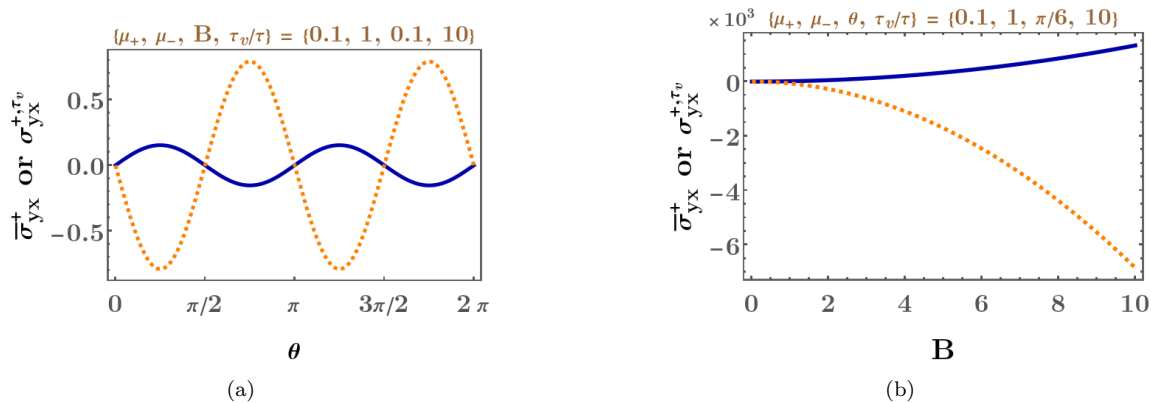 {μ₊, μ₋, B, τᵥ/τ} = {0.1, 1, 0.1, 10}
σ̅⁺yx or σ⁺,τᵥyx
0.5
0.0
−0.5
0 π/2 π 3π/2 2 π
θ
(a)
× 10³ {μ₊, μ₋, θ, τᵥ/τ} = {0.1, 1, π/6, 10}
σ̅⁺yx or σ⁺,τᵥyx
0
−2
−4
−6
0 2 4 6 8 10
B
(b)